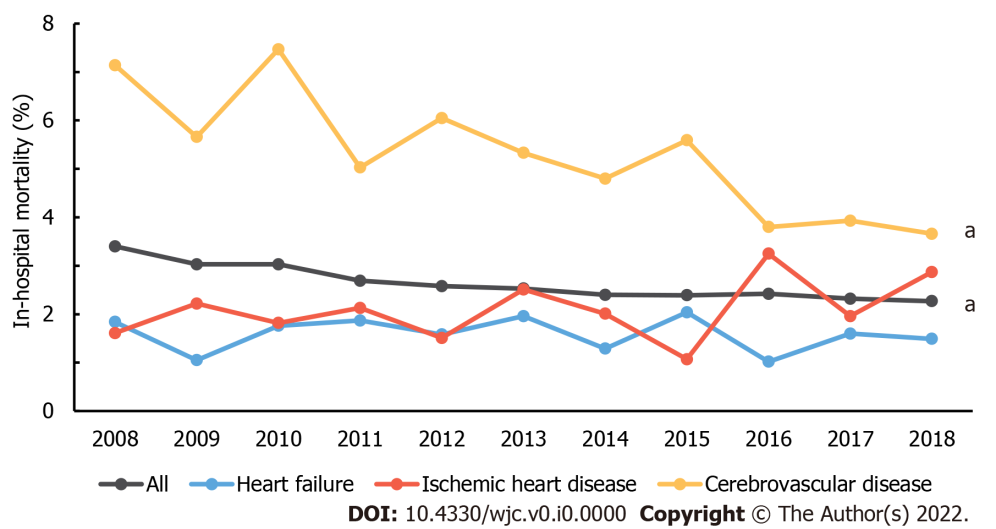 8
6
4
2
0
In-hospital mortality (%)
a
a
2008 2009 2010 2011 2012 2013 2014 2015 2016 2017 2018
All Heart failure Ischemic heart disease Cerebrovascular disease
DOI: 10.4330/wjc.v0.i0.0000 Copyright © The Author(s) 2022.